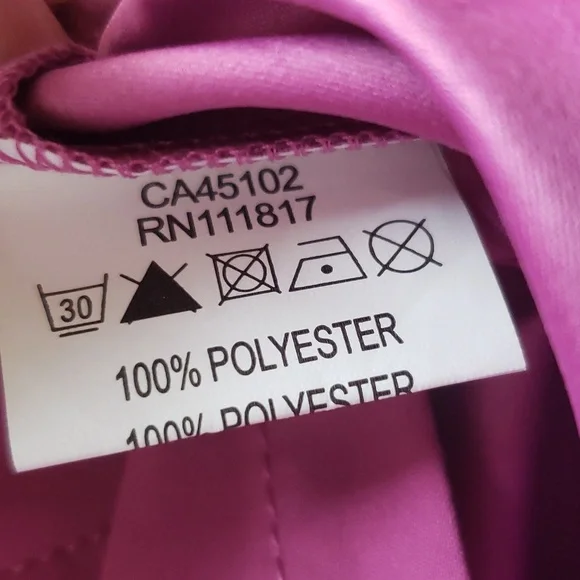 CA45102
RN111817
30
100% POLYESTER
100% POLYESTER